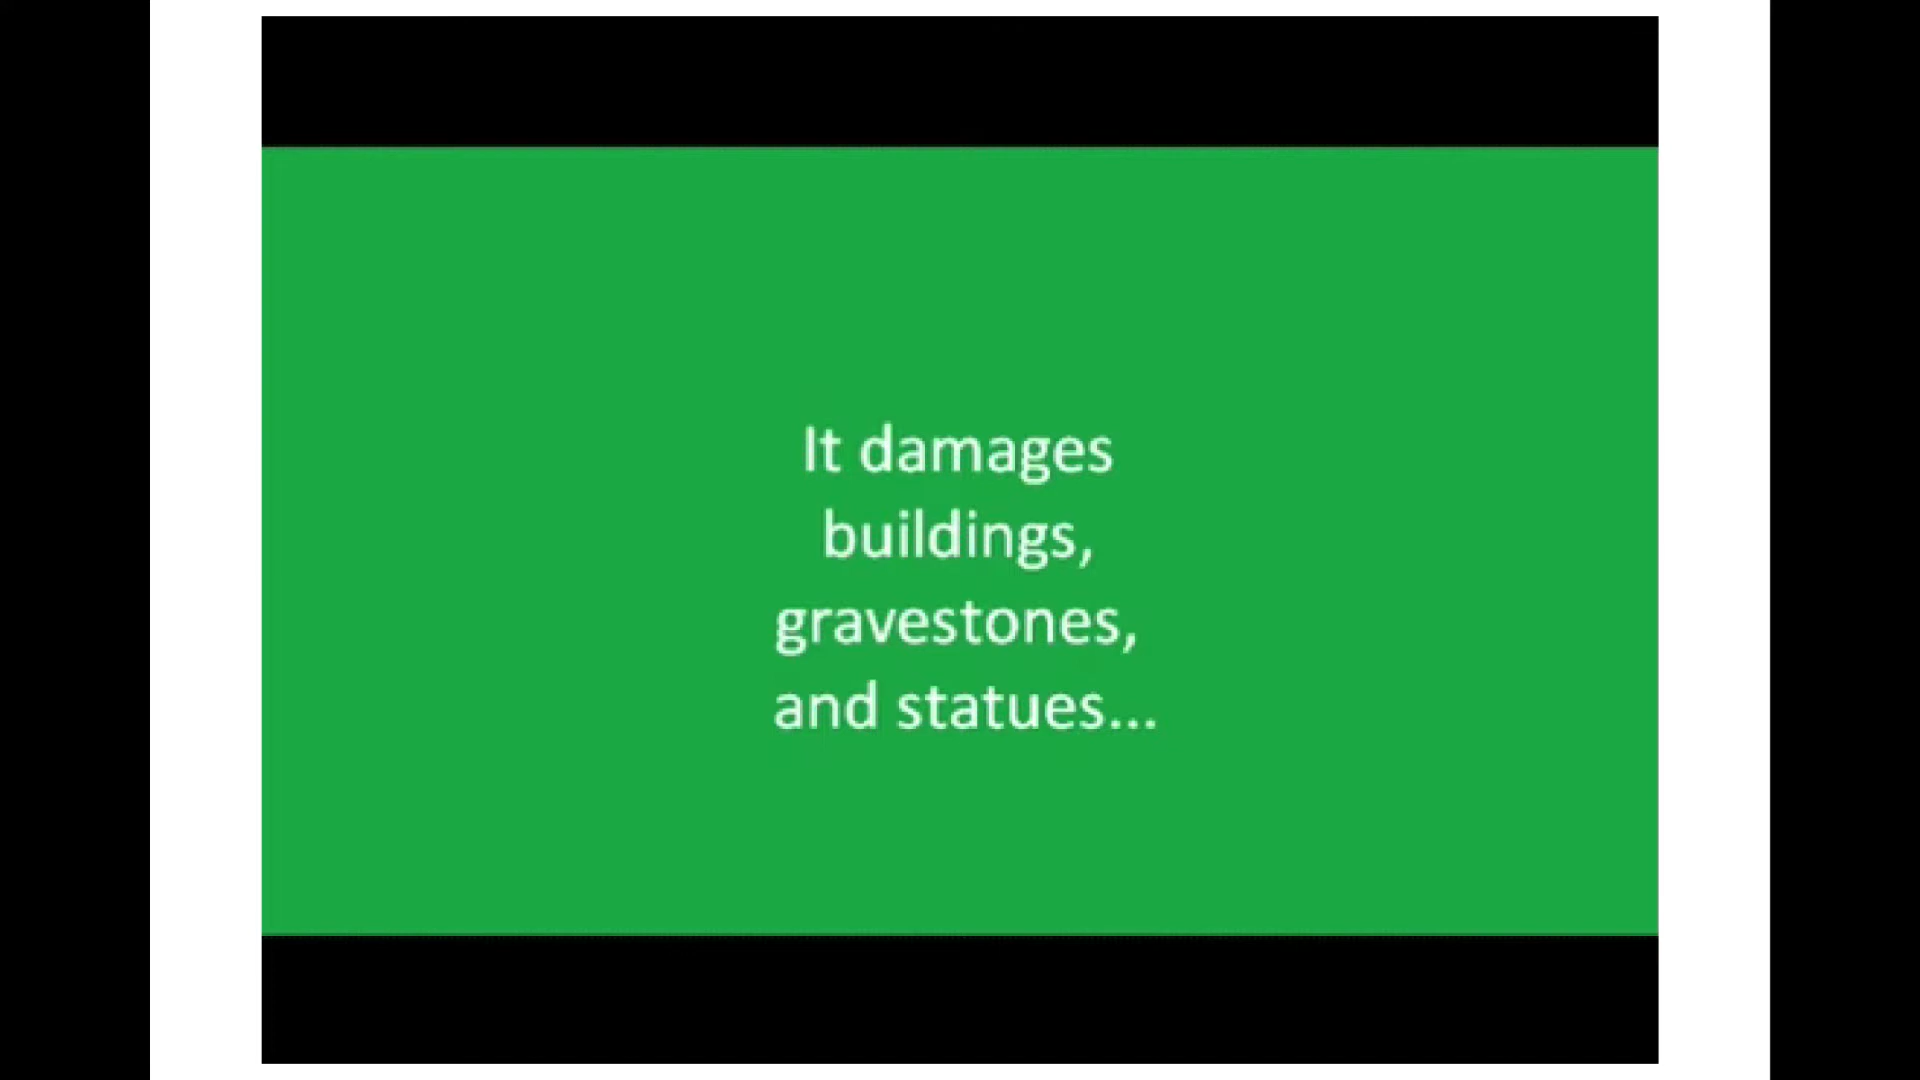 It damages
buildings,
gravestones,
and statues...